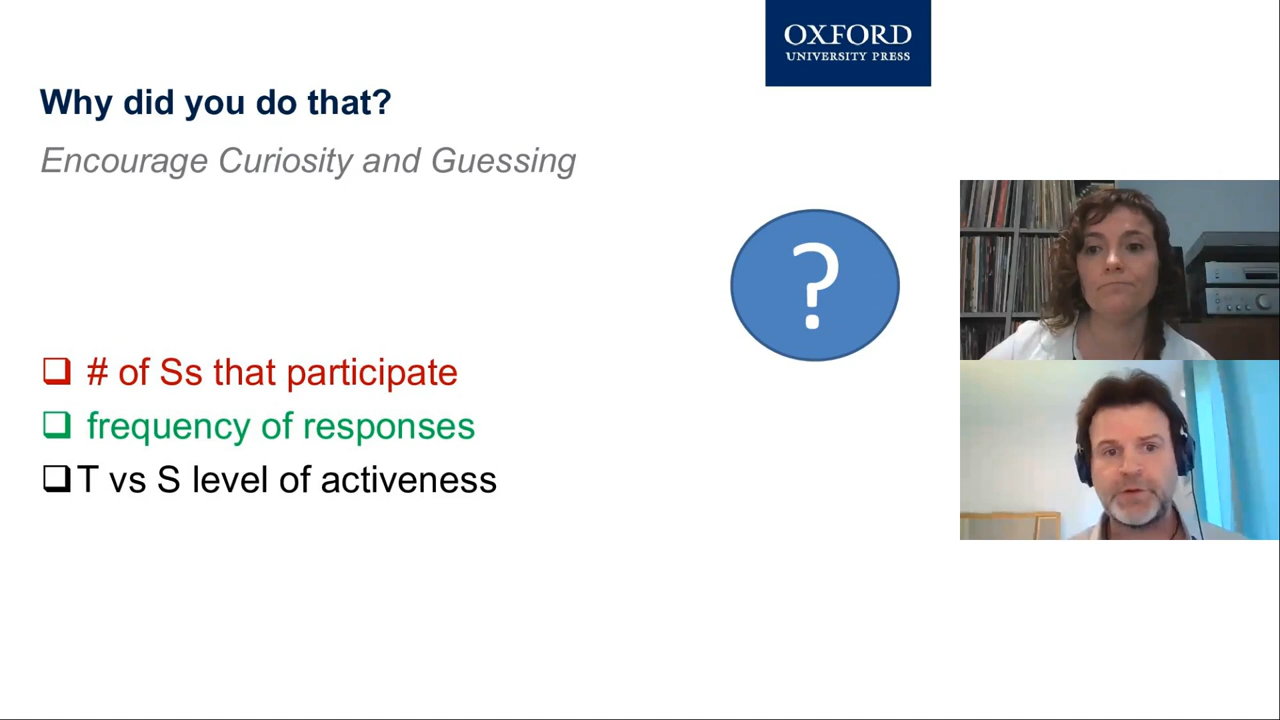 OXFORD
UNIVERSITY PRESS
Why did you do that?
Encourage Curiosity and Guessing
?
# of Ss that participate
frequency of responses
T vs S level of activeness